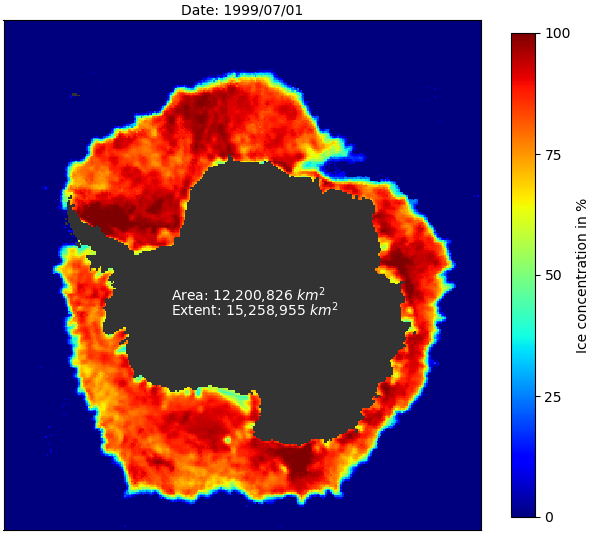 Date: 1999/07/01
100
75
50
25
0
Ice concentration in %
Area: 12,200,826 km²
Extent: 15,258,955 km²